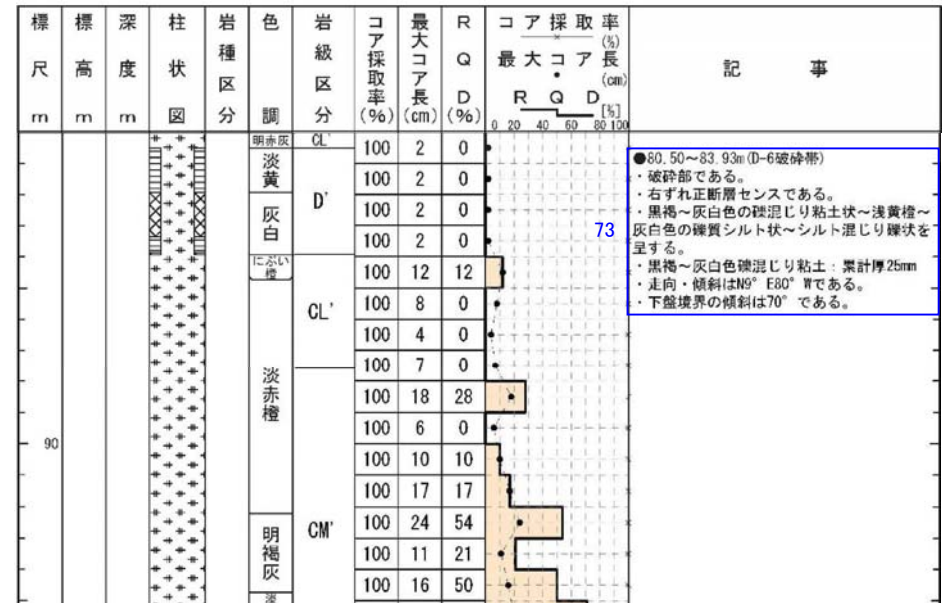 標尺 m
標高 m
深度 m
柱状図
岩種区分
色調
岩級区分
コア採取率(%)
最大コア長(cm)
RQD(%)
コア採取率(%)
最大コア長(cm)
RQD[%]
0 20 40 60 80 100
記事
明赤灰 CL' 100 2 0
淡黄
100 2 0
D'
灰白
100 2 0
100 2 0
にぶい橙
100 12 12
CL'
100 8 0
100 4 0
100 7 0
淡赤橙
100 18 28
100 6 0
90
100 10 10
100 17 17
CM'
明褐灰
100 24 54
100 11 21
100 16 50
73
●80.50～83.93m(D-6破砕帯)
・破砕部である。
・右ずれ正断層センスである。
・黒褐～灰白色の礫混じり粘土状～浅黄橙～
灰白色の礫質シルト状～シルト混じり礫状を
呈する。
・黒褐～灰白色礫混じり粘土：累計厚25mm
・走向・傾斜はN9°E80°Wである。
・下盤境界の傾斜は70°である。